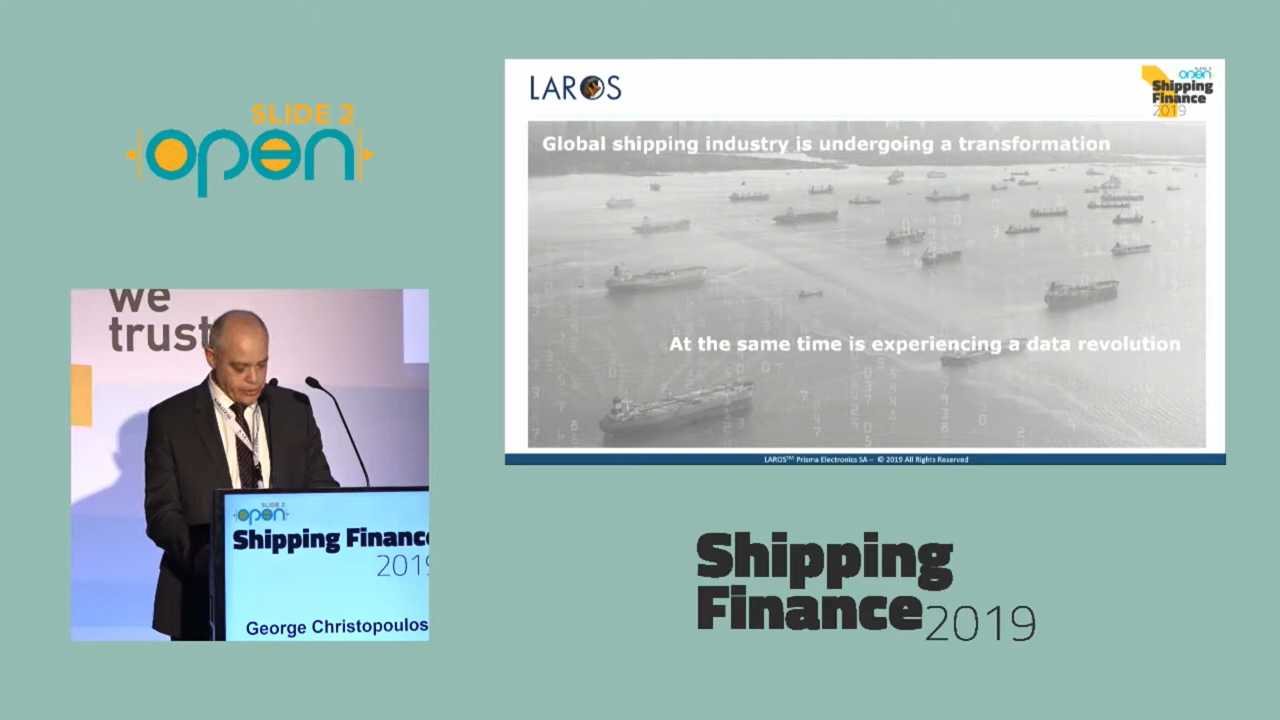 SLIDE 2
open
we
trust
SLIDE 2
open
Shipping Finance
2019
George Christopoulos
LAROS
SLIDE 2
open
Shipping
Finance
2019
Global shipping industry is undergoing a transformation
At the same time is experiencing a data revolution
LAROS™ Prisma Electronics SA – © 2019 All Rights Reserved
Shipping
Finance 2019